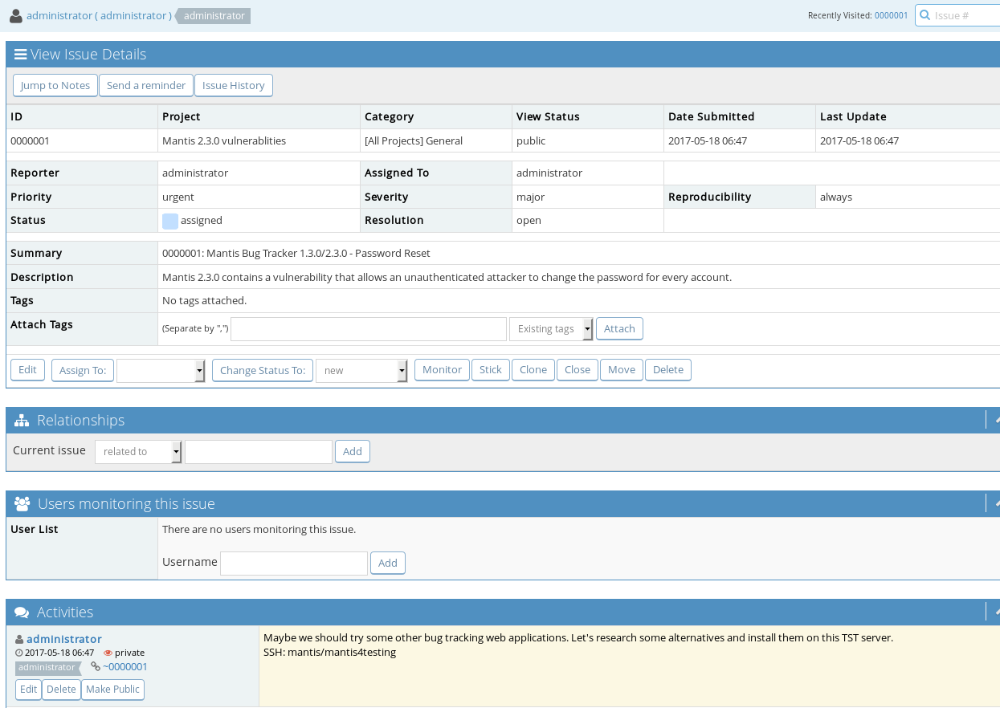 administrator ( administrator ) administrator Recently Visited: 0000001 Issue #
View Issue Details
Jump to Notes Send a reminder Issue History
ID Project Category View Status Date Submitted Last Update
0000001 Mantis 2.3.0 vulnerablities [All Projects] General public 2017-05-18 06:47 2017-05-18 06:47
Reporter administrator Assigned To administrator
Priority urgent Severity major Reproducibility always
Status assigned Resolution open
Summary 0000001: Mantis Bug Tracker 1.3.0/2.3.0 - Password Reset
Description Mantis 2.3.0 contains a vulnerability that allows an unauthenticated attacker to change the password for every account.
Tags No tags attached.
Attach Tags (Separate by ",") Existing tags Attach
Edit Assign To: Change Status To: new Monitor Stick Clone Close Move Delete
Relationships
Current issue related to Add
Users monitoring this issue
User List There are no users monitoring this issue.
Username Add
Activities
administrator Maybe we should try some other bug tracking web applications. Let's research some alternatives and install them on this TST server.
2017-05-18 06:47 private SSH: mantis/mantis4testing
administrator ~0000001
Edit Delete Make Public